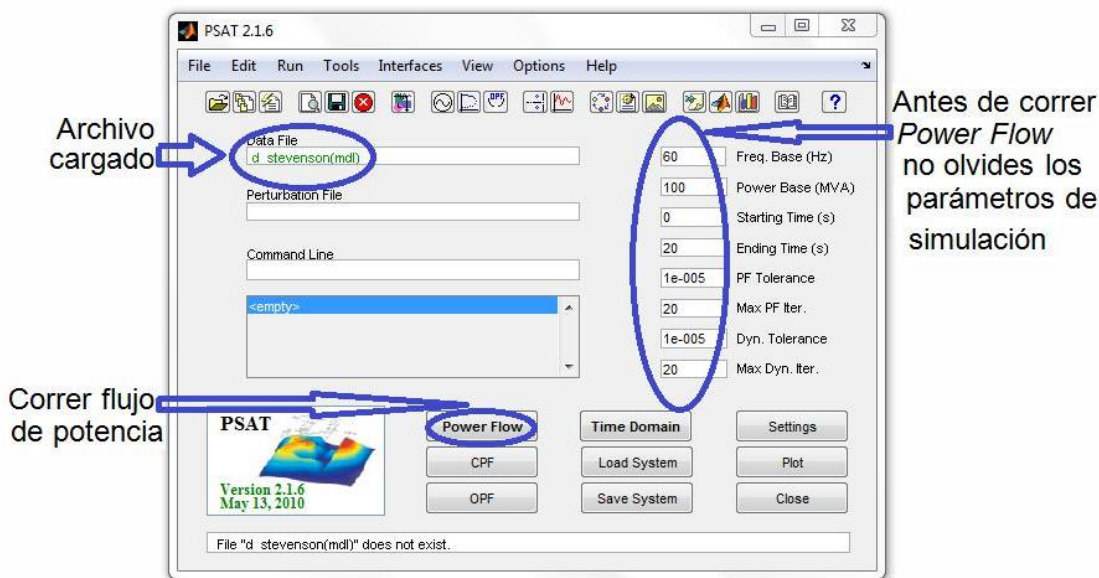 PSAT 2.1.6
File Edit Run Tools Interfaces View Options Help
OPF
?
Archivo
cargado
Data File
d_stevenson(mdl)
Perturbation File
Command Line
<empty>
60 Freq. Base (Hz)
100 Power Base (MVA)
0 Starting Time (s)
20 Ending Time (s)
1e-005 PF Tolerance
20 Max PF Iter.
1e-005 Dyn. Tolerance
20 Max Dyn. Iter.
Antes de correr
Power Flow
no olvides los
parámetros de
simulación
Correr flujo
de potencia
PSAT
Version 2.1.6
May 13, 2010
Power Flow Time Domain Settings
CPF Load System Plot
OPF Save System Close
File "d_stevenson(mdl)" does not exist.